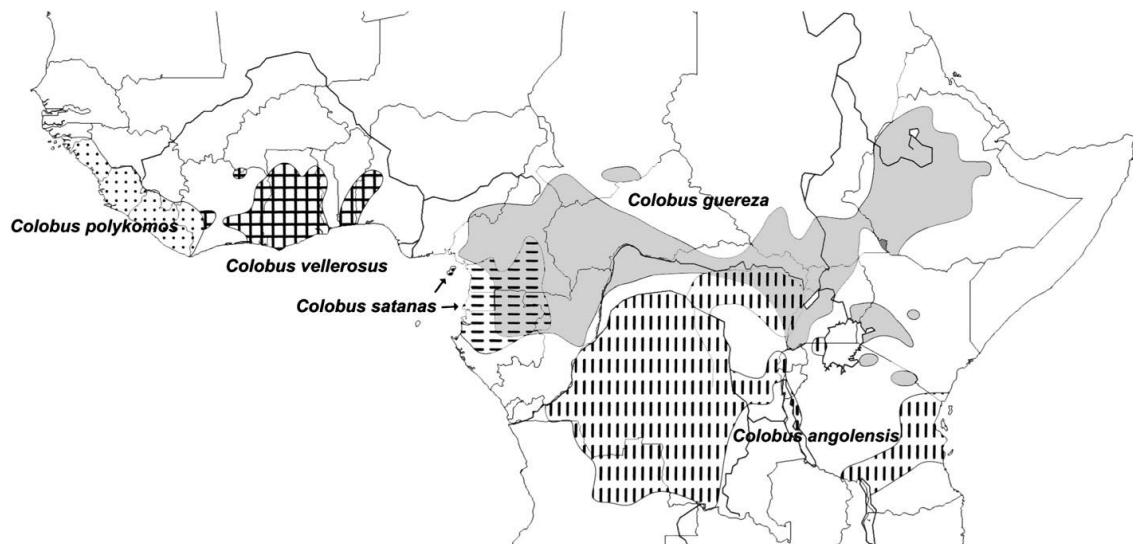 Colobus guereza
Colobus polykomos
Colobus vellerosus
Colobus satanas
Colobus angolensis